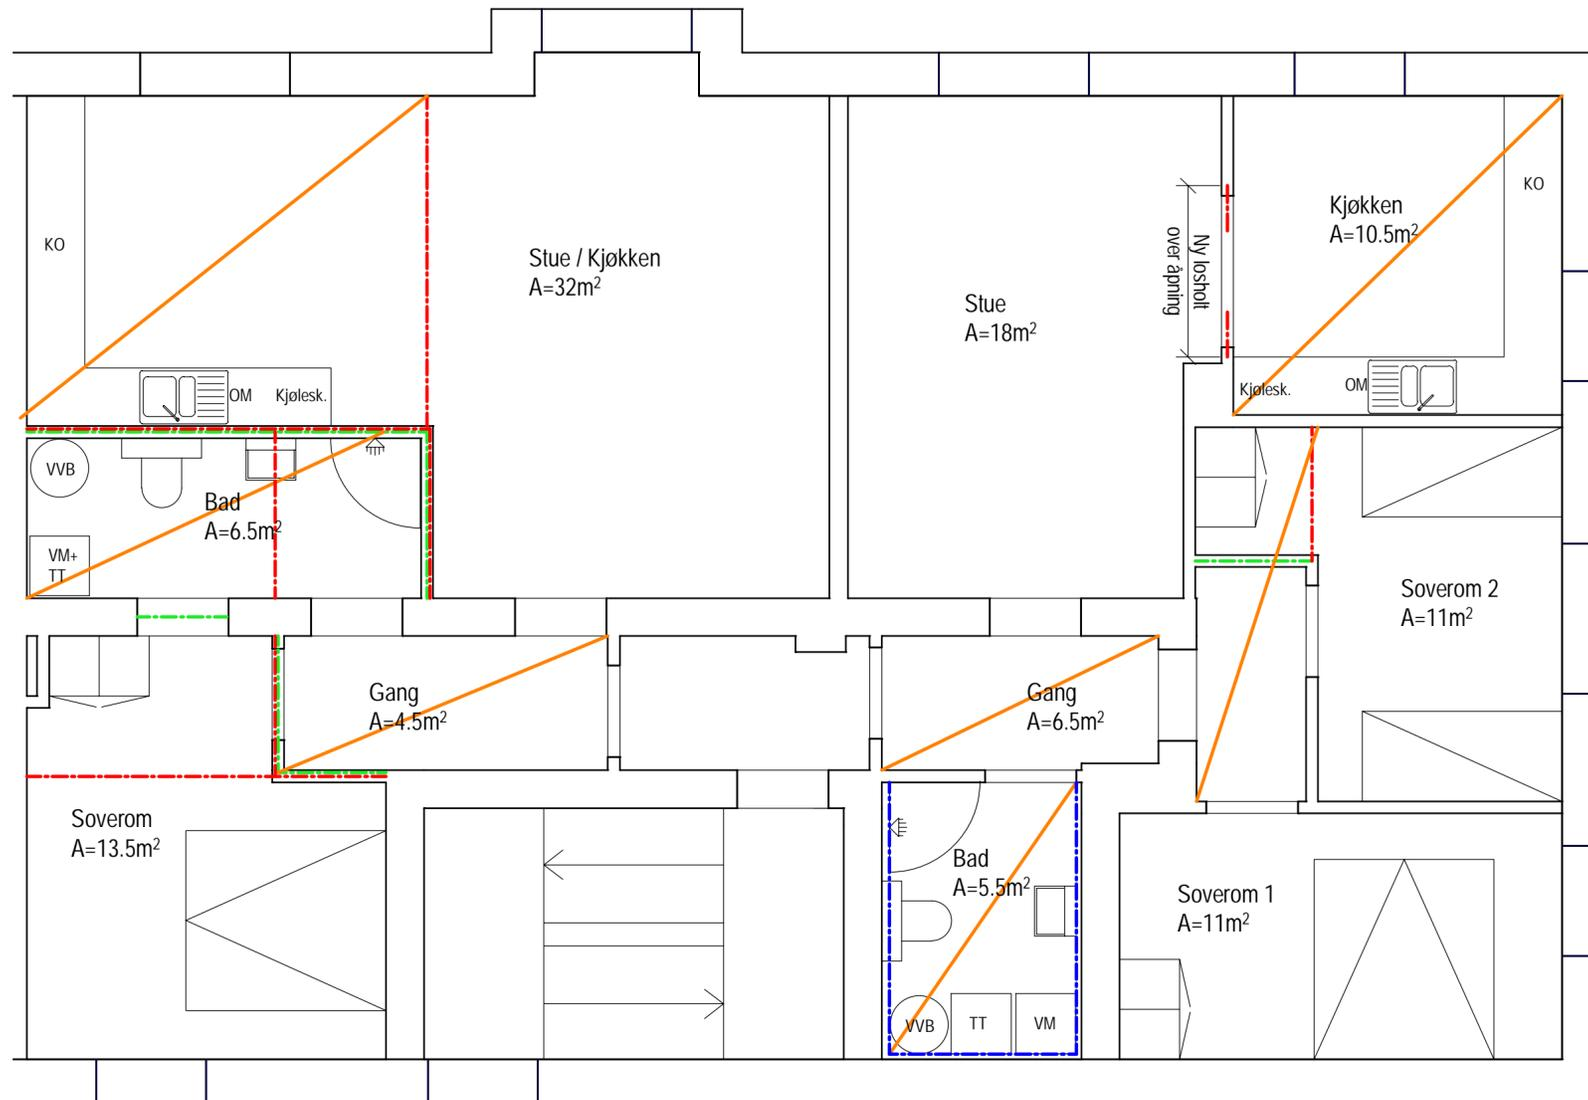 KO
Stue / Kjøkken
A=32m²
OM
Kjølesk.
VVB
Bad
A=6.5m²
VM+
TT
Stue
A=18m²
Ny losholt
over åpning
Kjøkken
A=10.5m²
KO
Kjølesk.
OM
Soverom 2
A=11m²
Gang
A=4.5m²
Gang
A=6.5m²
Soverom
A=13.5m²
Bad
A=5.5m²
VVB
TT
VM
Soverom 1
A=11m²